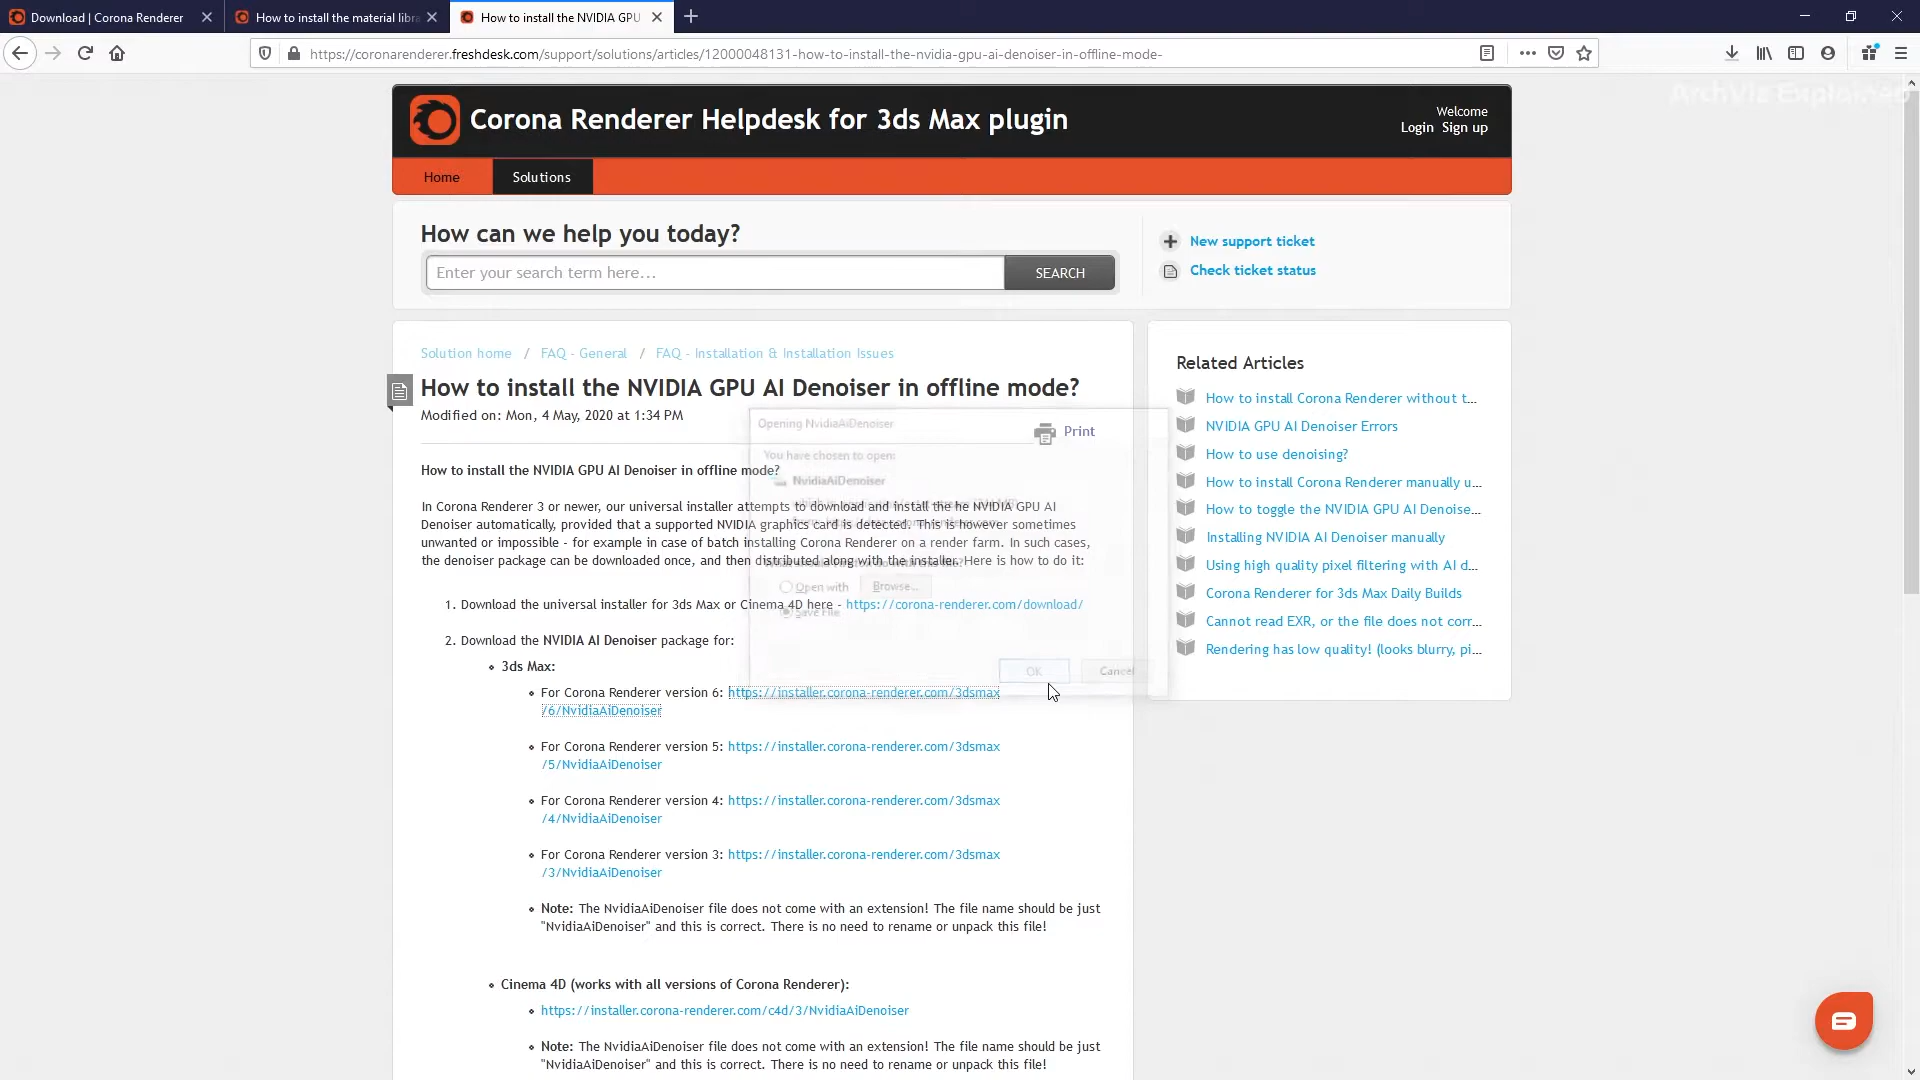 Download | Corona Renderer
How to install the material libra
How to install the NVIDIA GPU
https://coronarenderer.freshdesk.com/support/solutions/articles/12000048131-how-to-install-the-nvidia-gpu-ai-denoiser-in-offline-mode-
ArchViz Explained
Corona Renderer Helpdesk for 3ds Max plugin
Welcome
Login Sign up
Home
Solutions
How can we help you today?
Enter your search term here...
SEARCH
New support ticket
Check ticket status
Solution home / FAQ - General / FAQ - Installation & Installation Issues
How to install the NVIDIA GPU AI Denoiser in offline mode?
Modified on: Mon, 4 May, 2020 at 1:34 PM
Print
How to install the NVIDIA GPU AI Denoiser in offline mode?
In Corona Renderer 3 or newer, our universal installer attempts to download and install the he NVIDIA GPU AI
Denoiser automatically, provided that a supported NVIDIA graphics card is detected. This is however sometimes
unwanted or impossible - for example in case of batch installing Corona Renderer on a render farm. In such cases,
the denoiser package can be downloaded once, and then distributed along with the installer. Here is how to do it:
1. Download the universal installer for 3ds Max or Cinema 4D here - https://corona-renderer.com/download/
2. Download the NVIDIA AI Denoiser package for:
3ds Max:
For Corona Renderer version 6: https://installer.corona-renderer.com/3dsmax
/6/NvidiaAiDenoiser
For Corona Renderer version 5: https://installer.corona-renderer.com/3dsmax
/5/NvidiaAiDenoiser
For Corona Renderer version 4: https://installer.corona-renderer.com/3dsmax
/4/NvidiaAiDenoiser
For Corona Renderer version 3: https://installer.corona-renderer.com/3dsmax
/3/NvidiaAiDenoiser
Note: The NvidiaAiDenoiser file does not come with an extension! The file name should be just
"NvidiaAiDenoiser" and this is correct. There is no need to rename or unpack this file!
Cinema 4D (works with all versions of Corona Renderer):
https://installer.corona-renderer.com/c4d/3/NvidiaAiDenoiser
Note: The NvidiaAiDenoiser file does not come with an extension! The file name should be just
"NvidiaAiDenoiser" and this is correct. There is no need to rename or unpack this file!
Opening NvidiaAiDenoiser
You have chosen to open:
NvidiaAiDenoiser
Open with
Browse...
Save File
OK
Cancel
Related Articles
How to install Corona Renderer without t...
NVIDIA GPU AI Denoiser Errors
How to use denoising?
How to install Corona Renderer manually u...
How to toggle the NVIDIA GPU AI Denoise...
Installing NVIDIA AI Denoiser manually
Using high quality pixel filtering with AI d...
Corona Renderer for 3ds Max Daily Builds
Cannot read EXR, or the file does not corr...
Rendering has low quality! (looks blurry, pi...